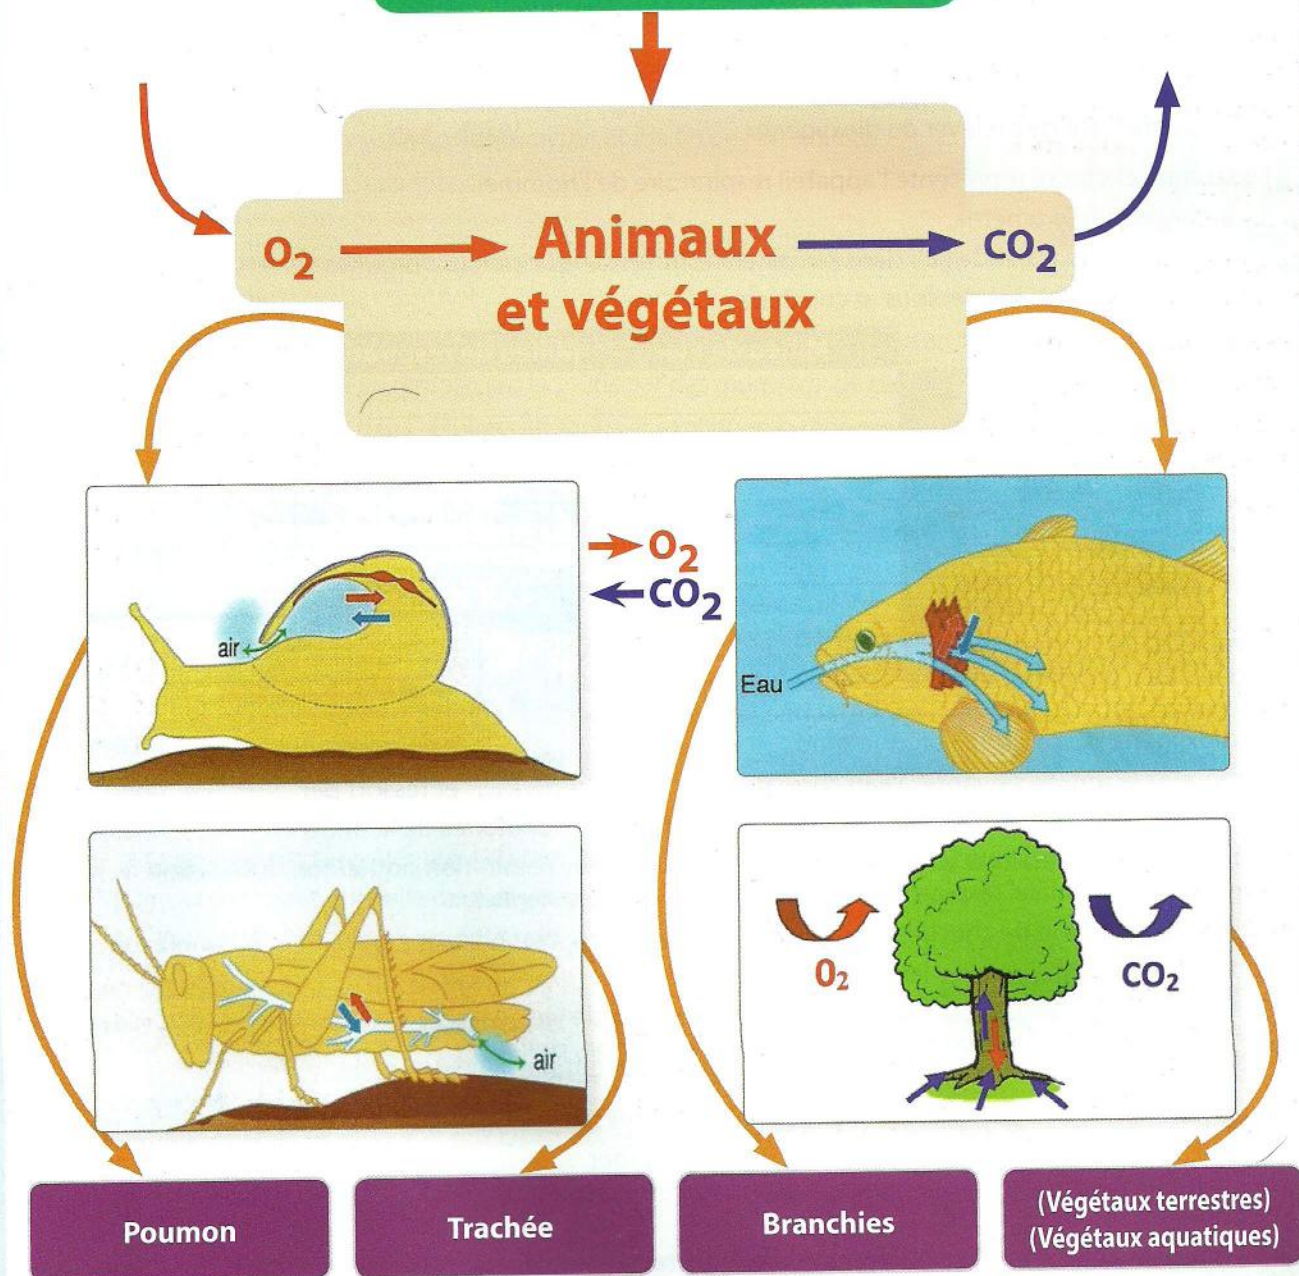 O2
Animaux
et végétaux
CO2
O2
CO2
air
Eau
O2
CO2
air
Poumon
Trachée
Branchies
(Végétaux terrestres)
(Végétaux aquatiques)